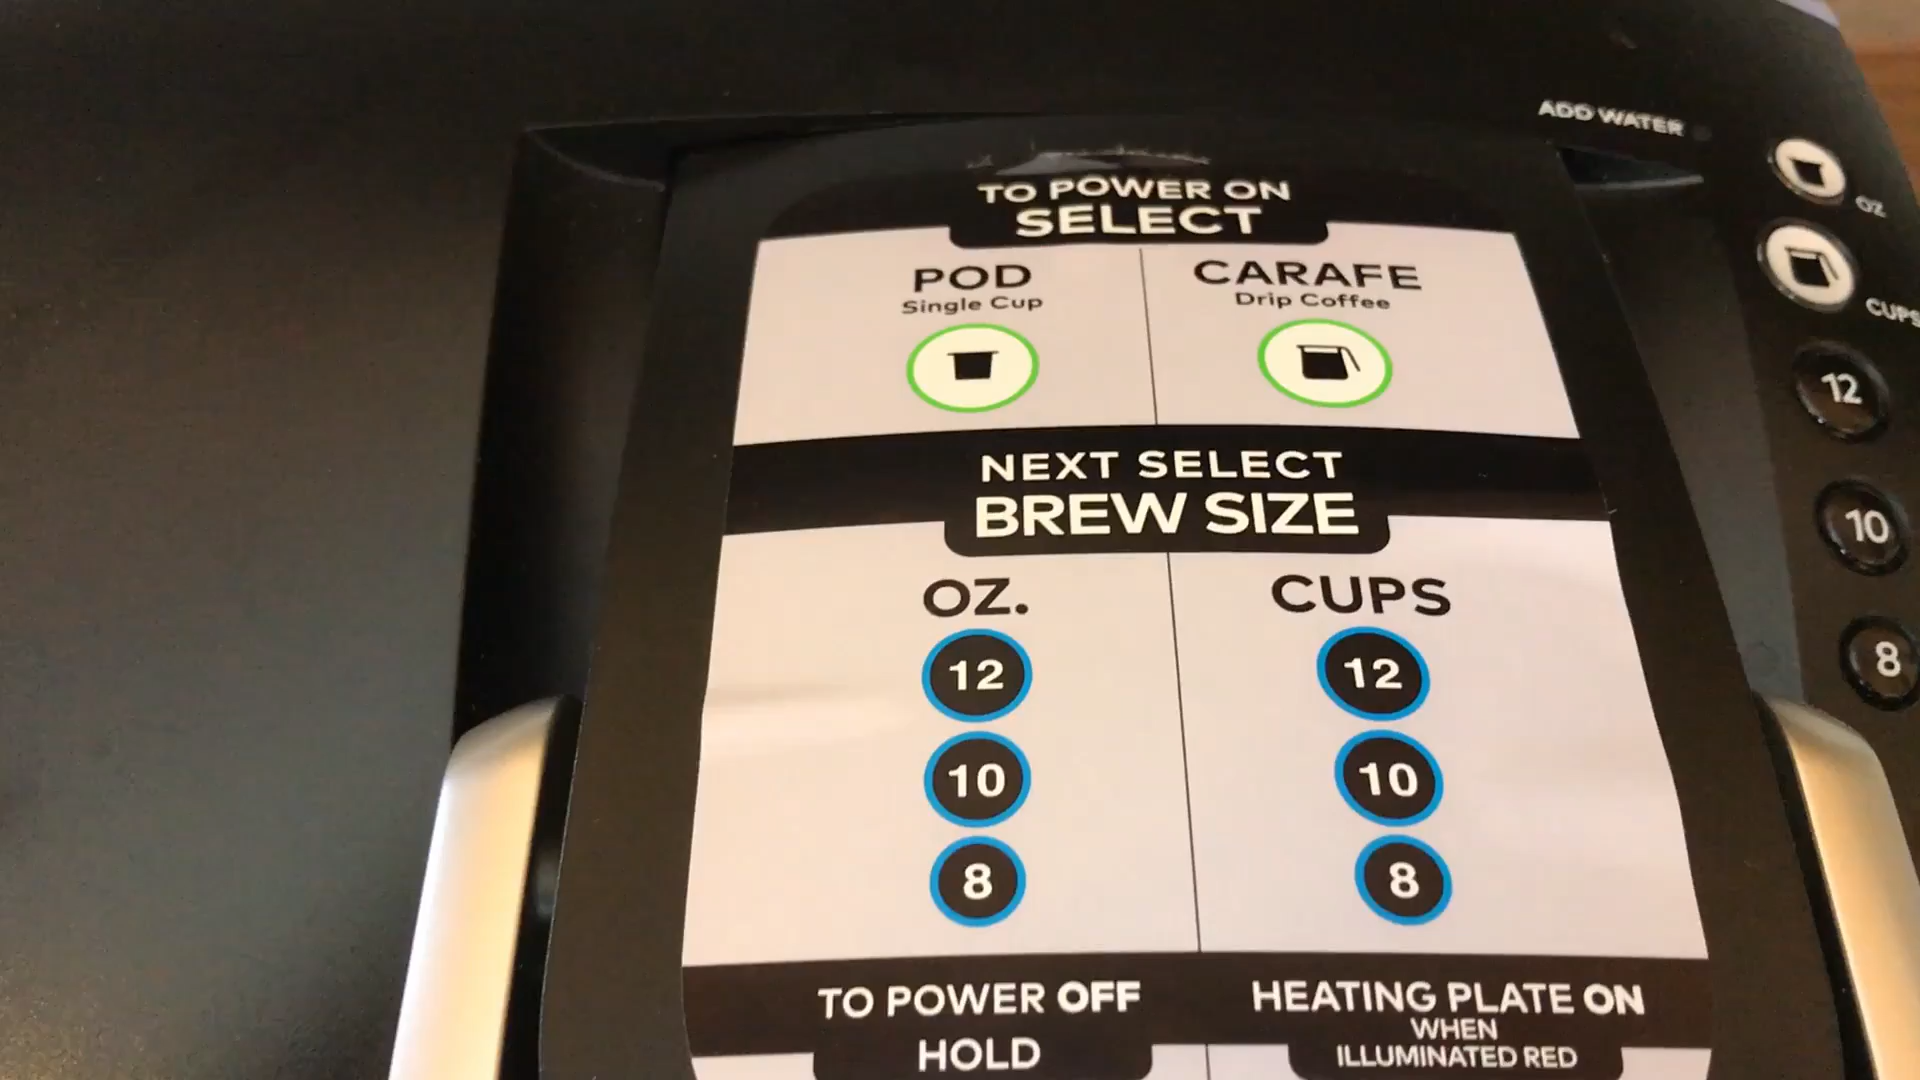 ADD WATER
OZ
CUPS
12
10
8
TO POWER ON
SELECT
POD
Single Cup
CARAFE
Drip Coffee
NEXT SELECT
BREW SIZE
OZ.
12
10
8
CUPS
12
10
8
TO POWER OFF
HOLD
HEATING PLATE ON
WHEN
ILLUMINATED RED